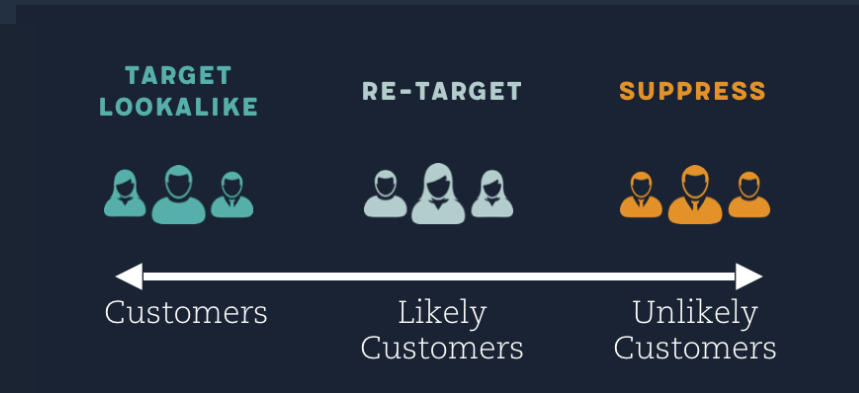 TARGET
LOOKALIKE
RE-TARGET
SUPPRESS
Customers
Likely
Customers
Unlikely
Customers